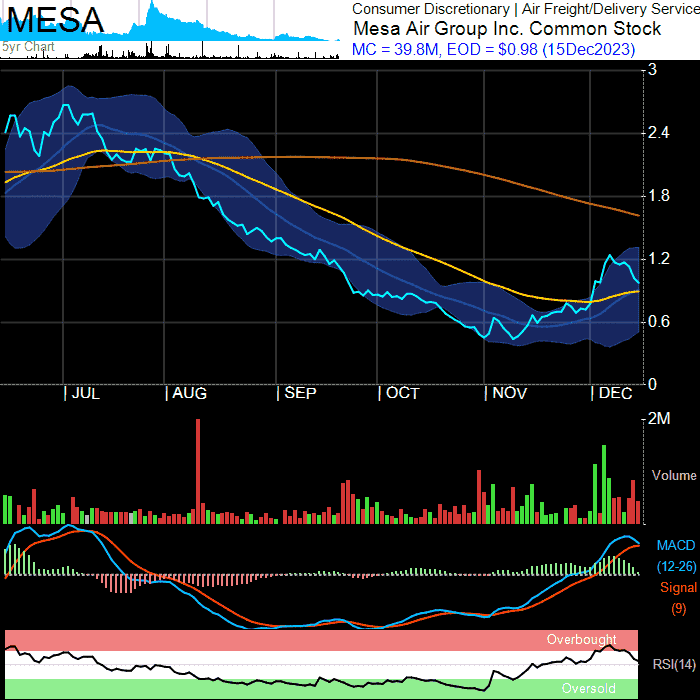 MESA
5yr Chart
Consumer Discretionary | Air Freight/Delivery Service
Mesa Air Group Inc. Common Stock
MC = 39.8M, EOD = $0.98 (15Dec2023)
3
2.4
1.8
1.2
0.6
0
| JUL | AUG | SEP | OCT | NOV | DEC
2M
Volume
MACD
(12-26)
Signal
(9)
Overbought
RSI(14)
Oversold